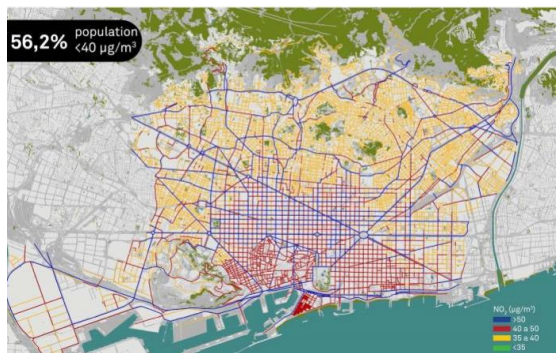 56,2% population
<40 µg/m³
NO₂ (µg/m³)
>50
40 a 50
35 a 40
<35